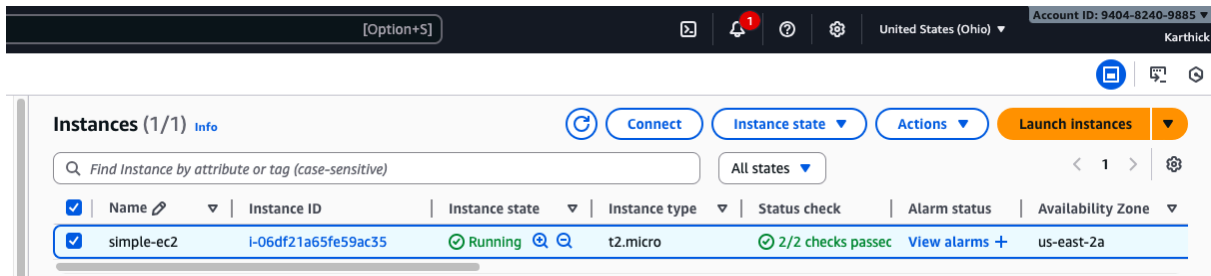 [Option+S]
1
United States (Ohio)
Account ID: 9404-8240-9885
Karthick
Instances (1/1) Info
Connect
Instance state
Actions
Launch instances
Find Instance by attribute or tag (case-sensitive)
All states
1
Name Instance ID Instance state Instance type Status check Alarm status Availability Zone
simple-ec2 i-06df21a65fe59ac35 Running t2.micro 2/2 checks passec View alarms + us-east-2a